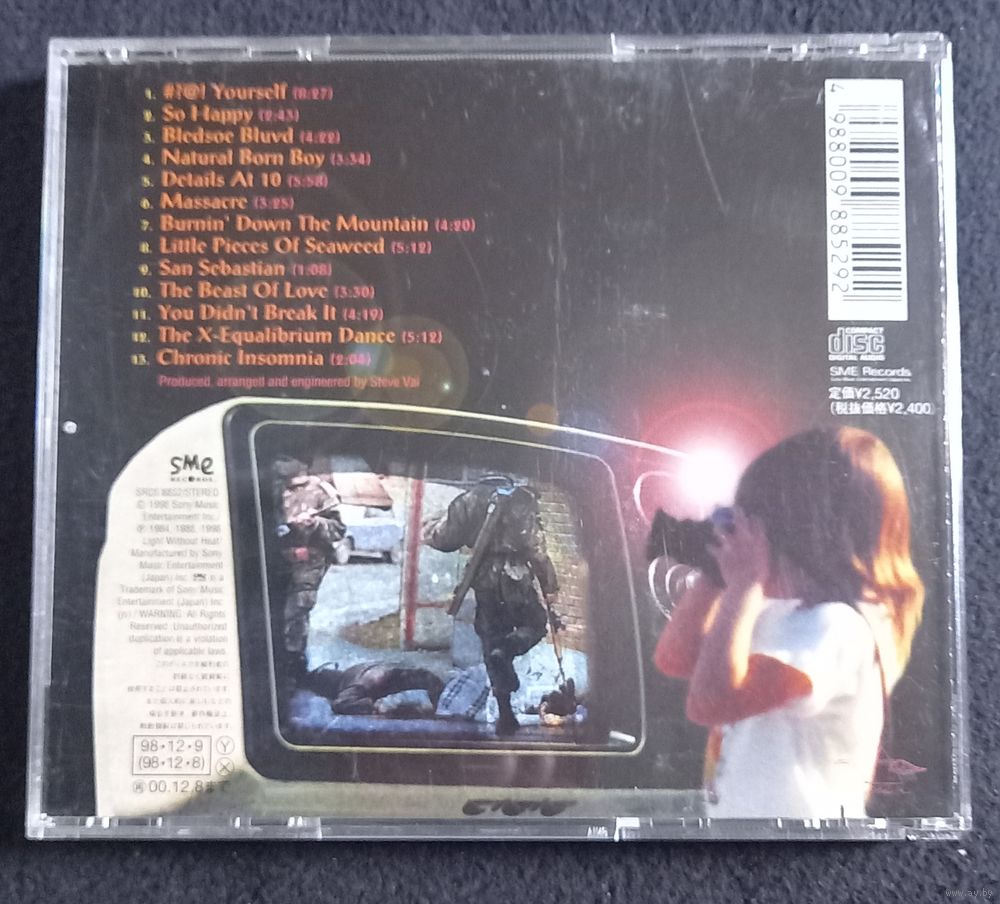 1. #?@! Yourself (8:27)
2. So Happy (2:43)
3. Bledsoe Bluvd (4:22)
4. Natural Born Boy (3:34)
5. Details At 10 (5:58)
6. Massacre (3:25)
7. Burnin' Down The Mountain (4:20)
8. Little Pieces Of Seaweed (5:12)
9. San Sebastian (1:08)
10. The Beast Of Love (3:30)
11. You Didn't Break It (4:19)
12. The X-Equalibrium Dance (5:12)
13. Chronic Insomnia (2:04)
Produced, arranged and engineered by Steve Vai
4 988009 885292
COMPACT
disc
DIGITAL AUDIO
SME Records
定価¥2,520
(税抜価格¥2,400)
SME
RECORDS
SRCS 8852/STEREO
© 1998 Sony Music
Entertainment Inc./
Light Without Heat
Manufactured by Sony
Music Entertainment
(Japan) Inc. is a
Trademark of Sony Music
Entertainment (Japan) Inc.
WARNING: All Rights
Reserved. Unauthorized
duplication is a violation
of applicable laws.
98・12・9 Ⓨ
(98・12・8) Ⓧ
00.12.8まで
www.ay.by